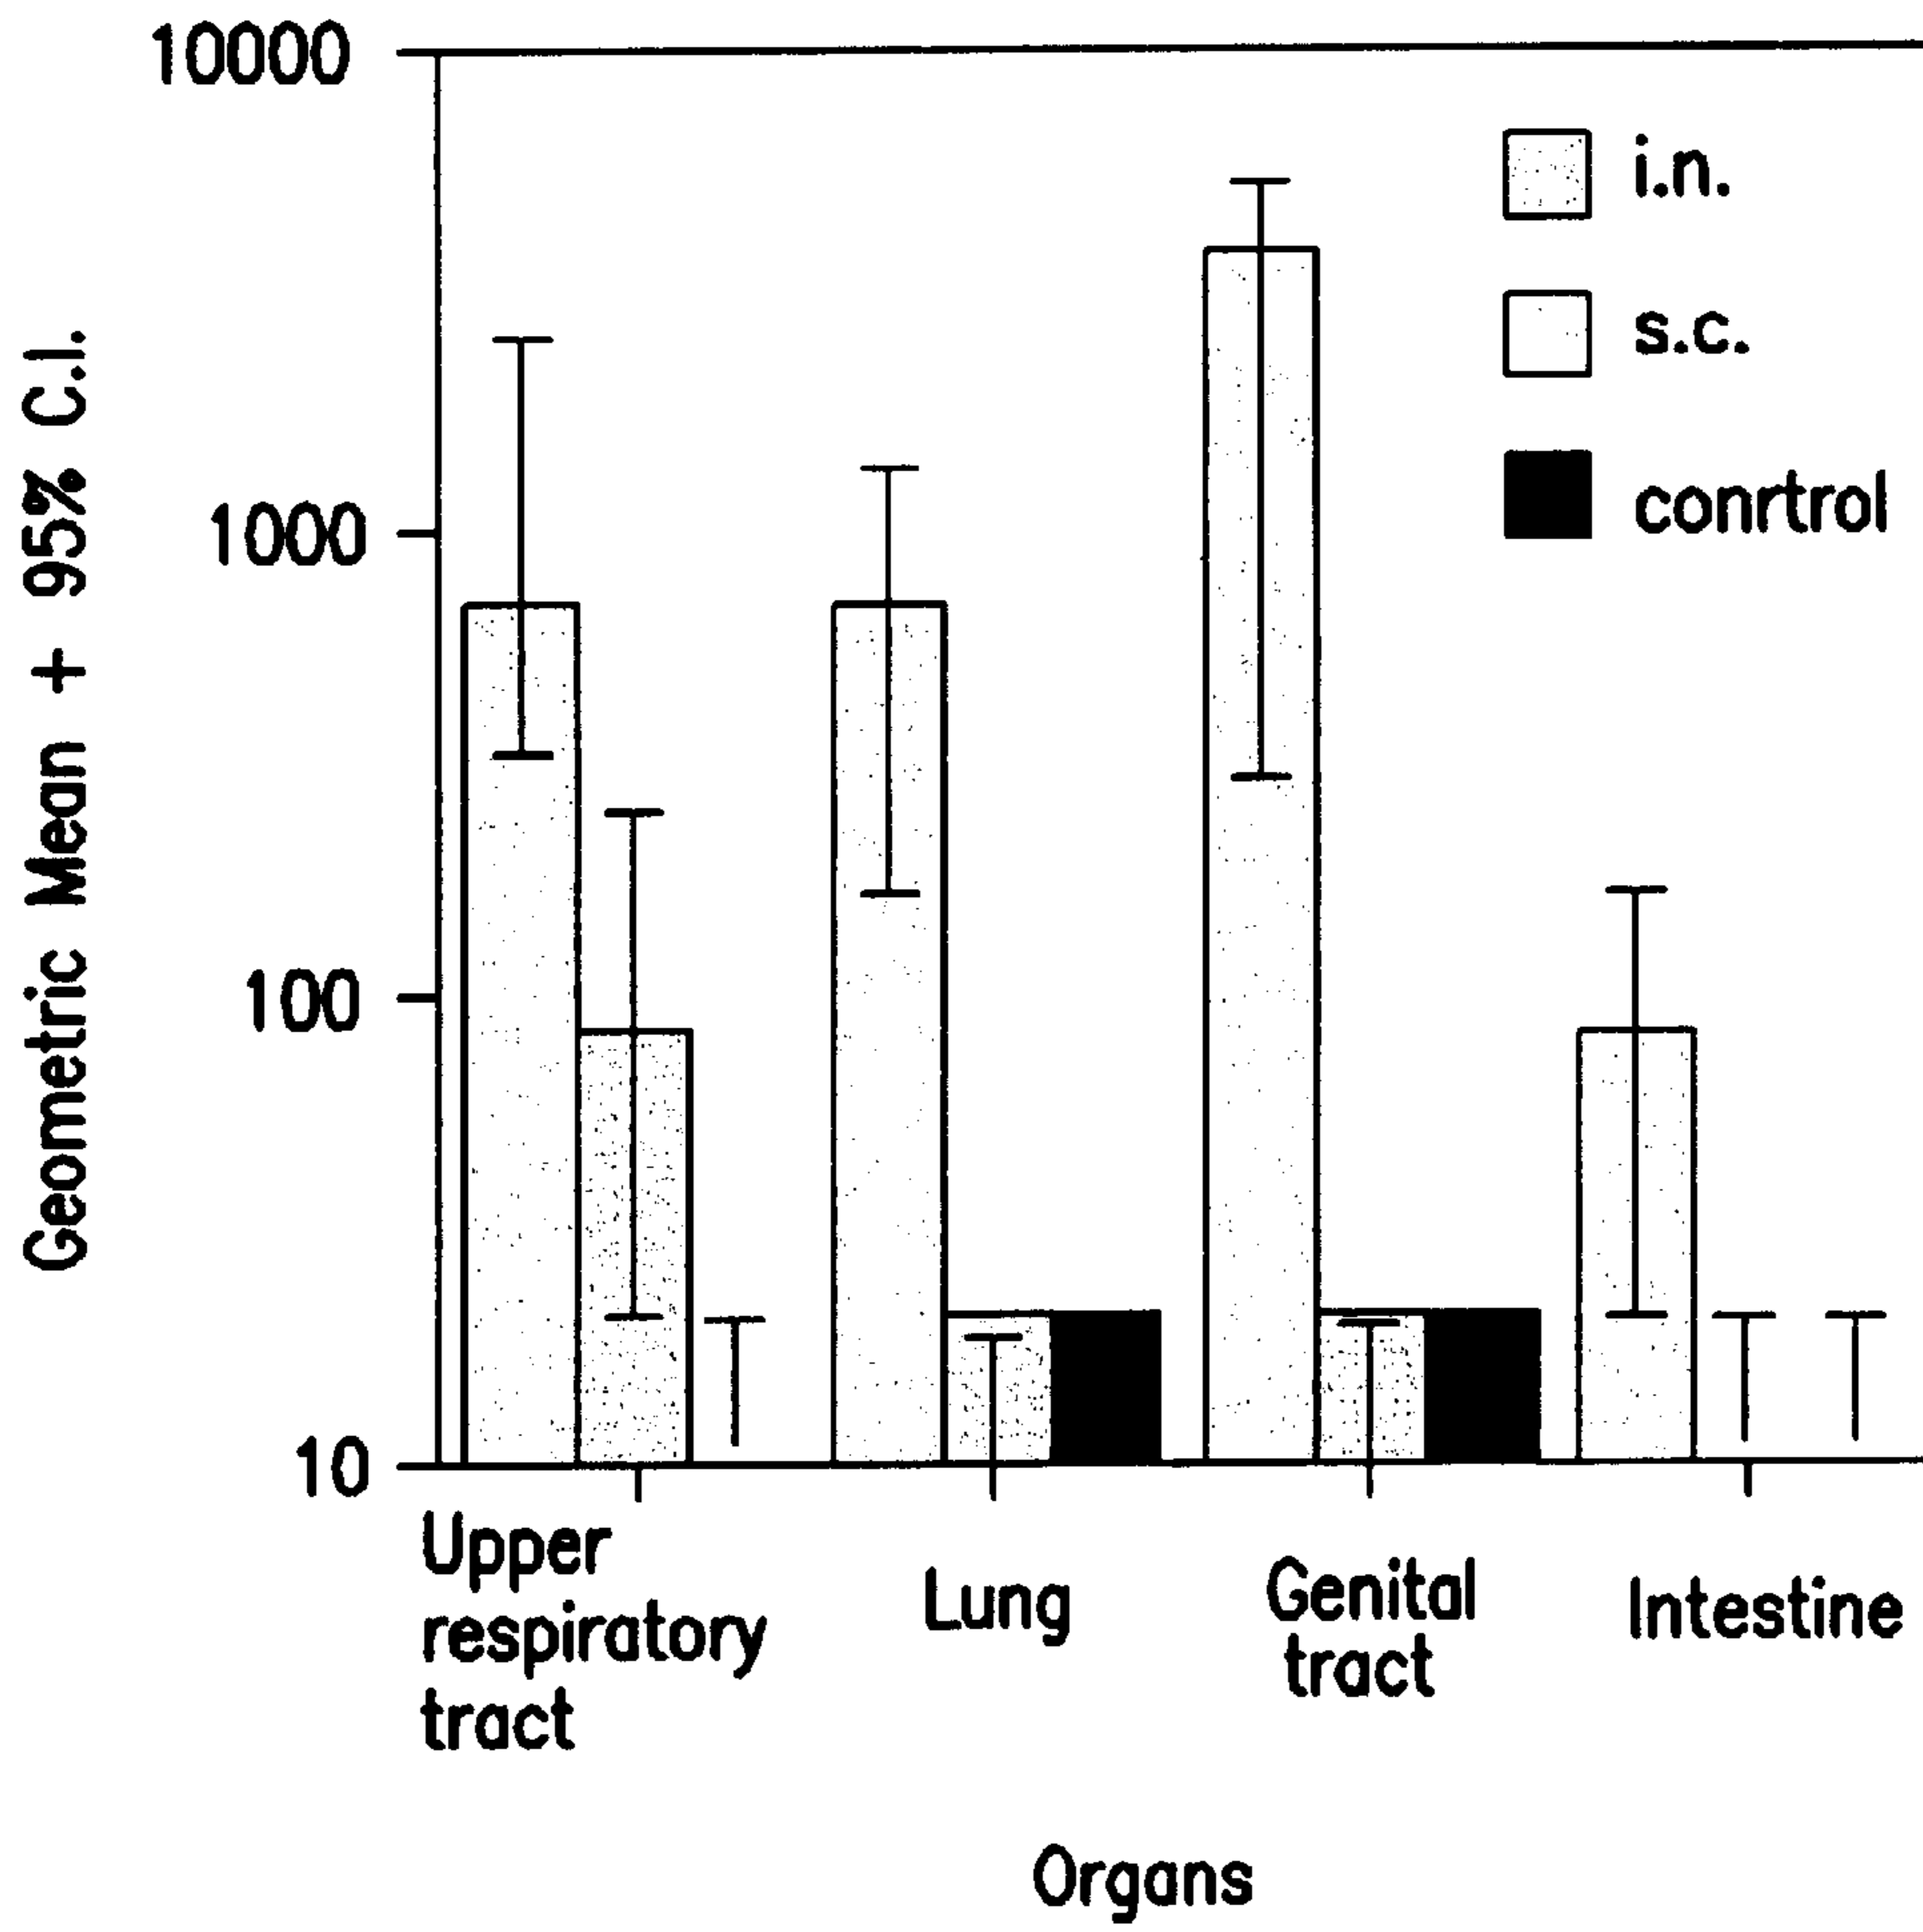 10000
1000
100
10
Geometric Mean + 95% C.I.
i.n.
s.c.
conrtrol
Upper
respiratory
tract
Lung
Genital
tract
Intestine
Organs